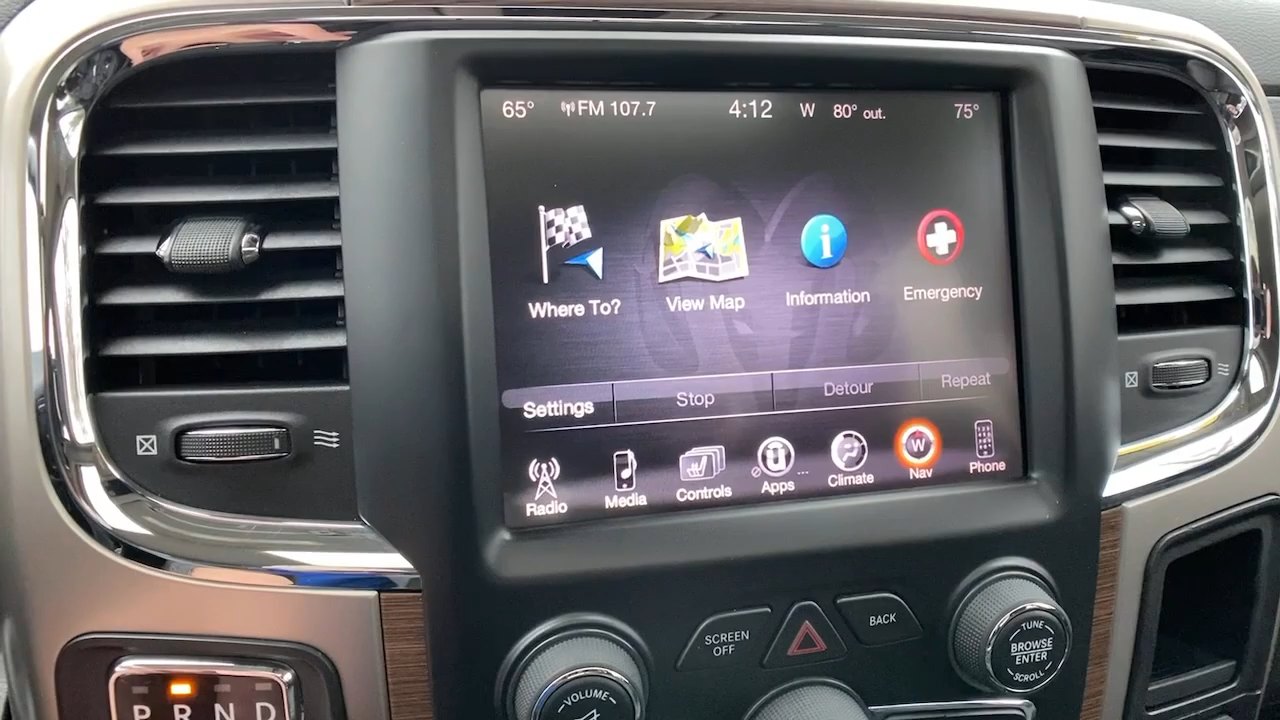 65° FM 107.7 4:12 W 80° out. 75°
Where To? View Map Information Emergency
Settings Stop Detour Repeat
W
Radio Media Controls Apps ... Climate Nav Phone
SCREEN OFF
BACK
TUNE
BROWSE
ENTER
SCROLL
VOLUME
P R N D